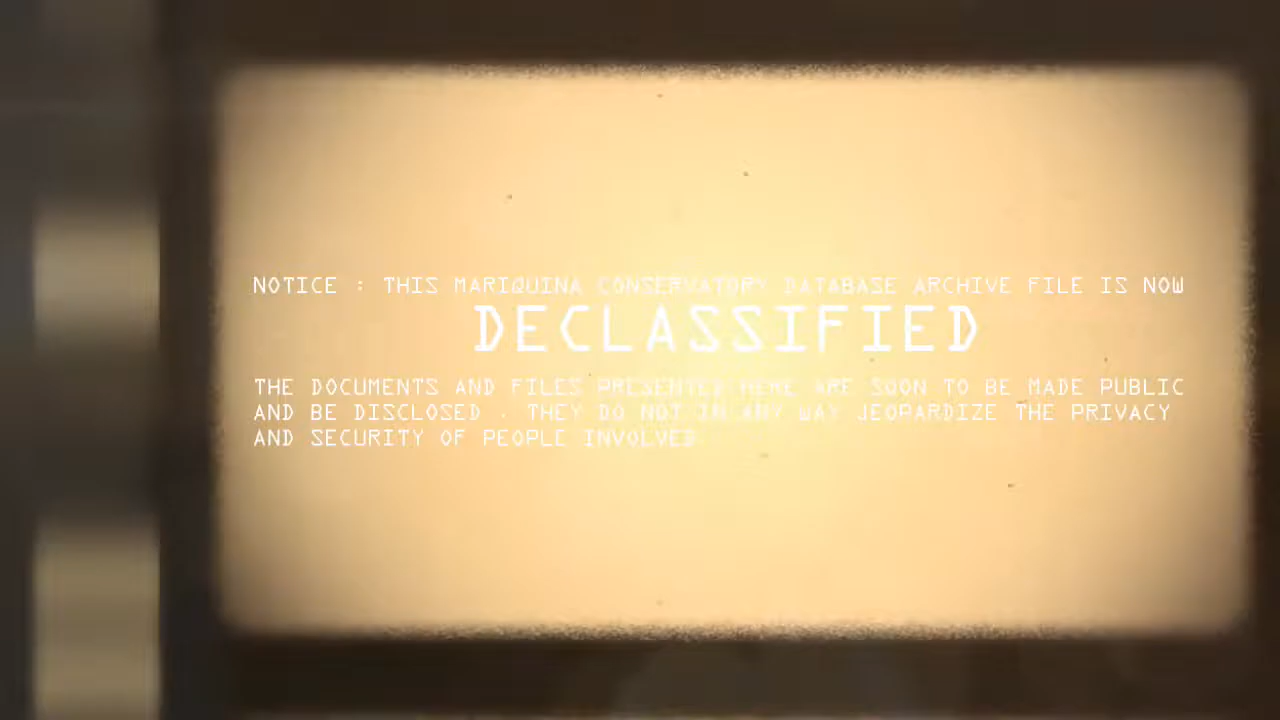 NOTICE : THIS MARIQUINA CONSERVATORY DATABASE ARCHIVE FILE IS NOW
DECLASSIFIED
THE DOCUMENTS AND FILES PRESENTED HERE ARE SOON TO BE MADE PUBLIC
AND BE DISCLOSED . THEY DO NOT IN ANY WAY JEOPARDIZE THE PRIVACY
AND SECURITY OF PEOPLE INVOLVED